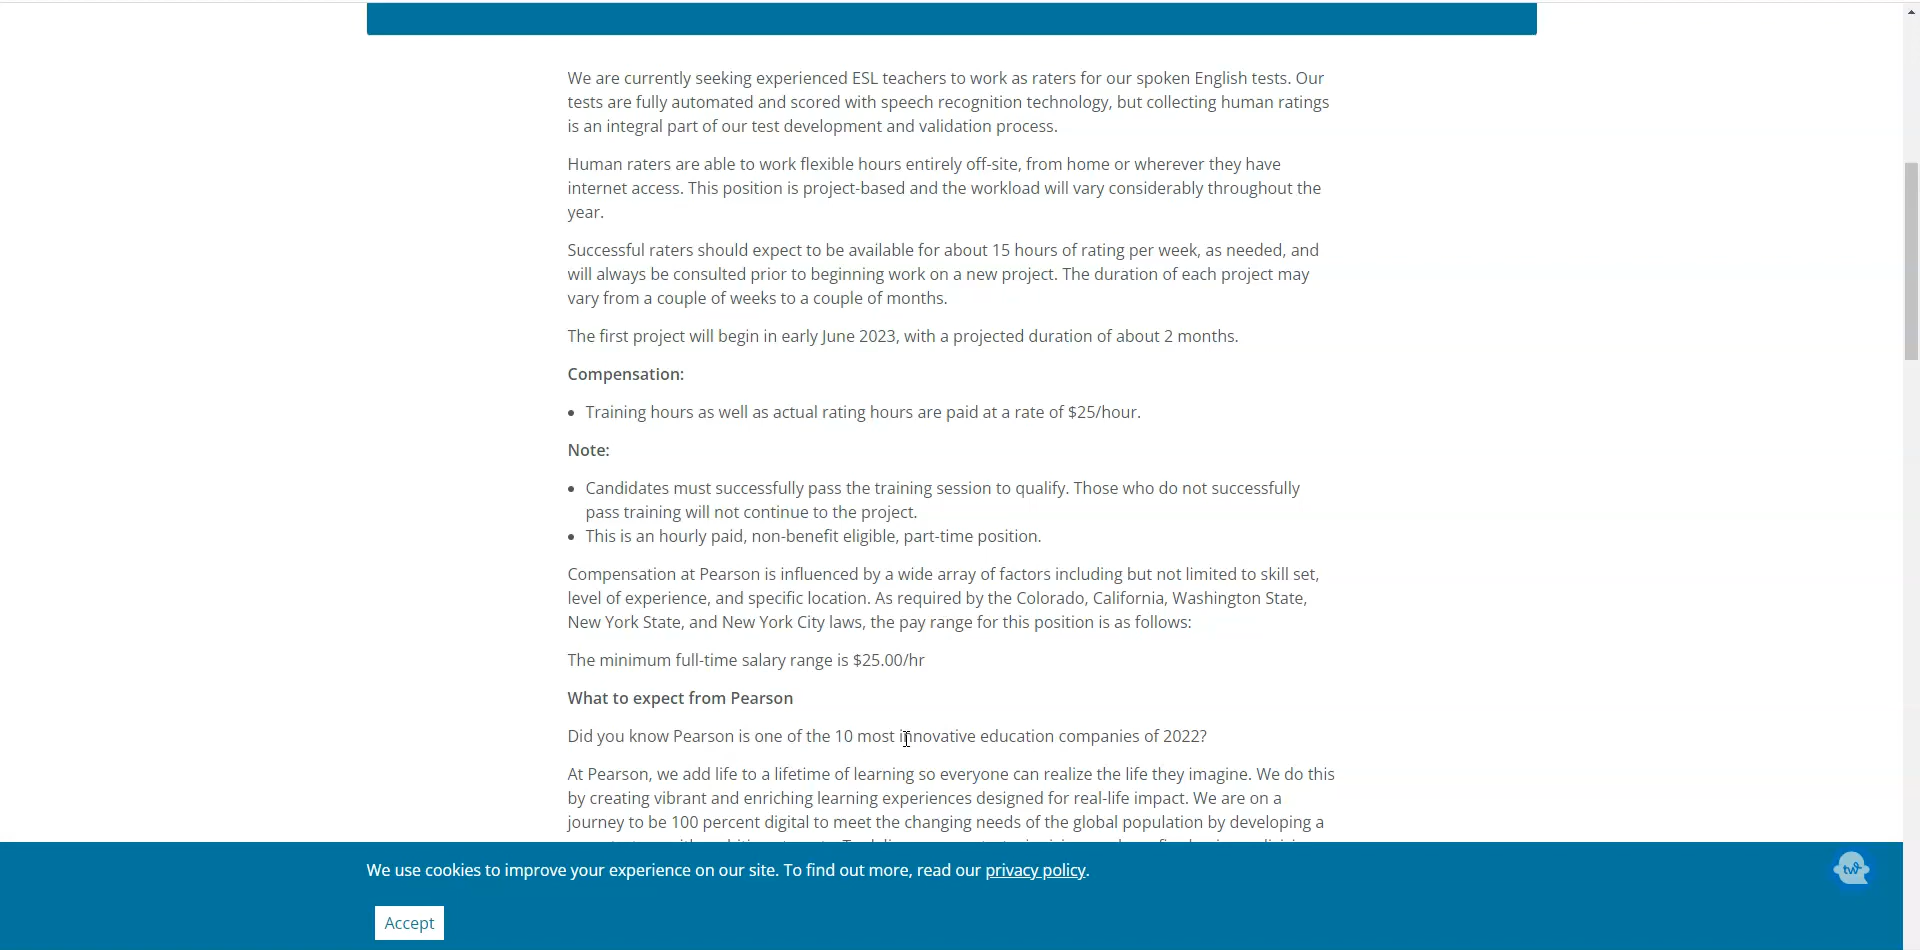 We are currently seeking experienced ESL teachers to work as raters for our spoken English tests. Our
tests are fully automated and scored with speech recognition technology, but collecting human ratings
is an integral part of our test development and validation process.
Human raters are able to work flexible hours entirely off-site, from home or wherever they have
internet access. This position is project-based and the workload will vary considerably throughout the
year.
Successful raters should expect to be available for about 15 hours of rating per week, as needed, and
will always be consulted prior to beginning work on a new project. The duration of each project may
vary from a couple of weeks to a couple of months.
The first project will begin in early June 2023, with a projected duration of about 2 months.
Compensation:
• Training hours as well as actual rating hours are paid at a rate of $25/hour.
Note:
• Candidates must successfully pass the training session to qualify. Those who do not successfully
pass training will not continue to the project.
• This is an hourly paid, non-benefit eligible, part-time position.
Compensation at Pearson is influenced by a wide array of factors including but not limited to skill set,
level of experience, and specific location. As required by the Colorado, California, Washington State,
New York State, and New York City laws, the pay range for this position is as follows:
The minimum full-time salary range is $25.00/hr
What to expect from Pearson
Did you know Pearson is one of the 10 most innovative education companies of 2022?
At Pearson, we add life to a lifetime of learning so everyone can realize the life they imagine. We do this
by creating vibrant and enriching learning experiences designed for real-life impact. We are on a
journey to be 100 percent digital to meet the changing needs of the global population by developing a
We use cookies to improve your experience on our site. To find out more, read our privacy policy.
tw
Accept